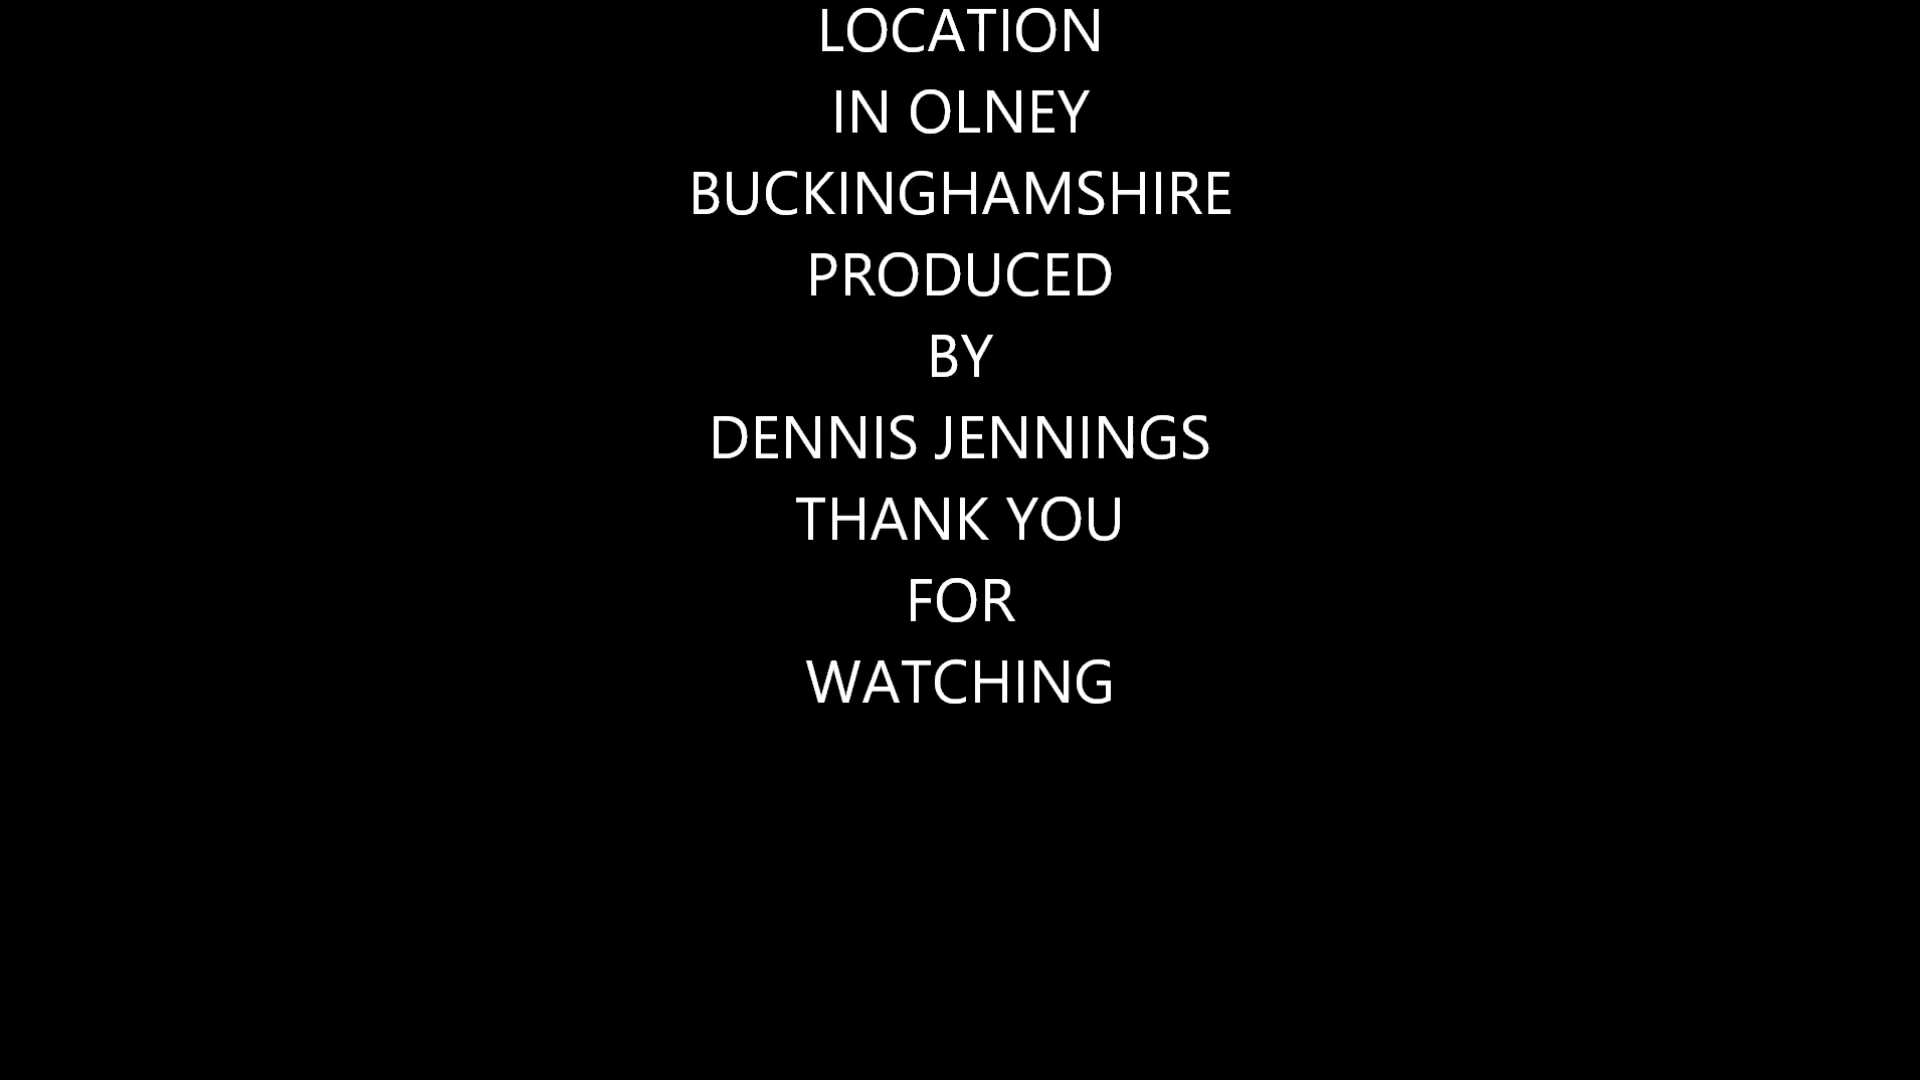 LOCATION
IN OLNEY
BUCKINGHAMSHIRE
PRODUCED
BY
DENNIS JENNINGS
THANK YOU
FOR
WATCHING